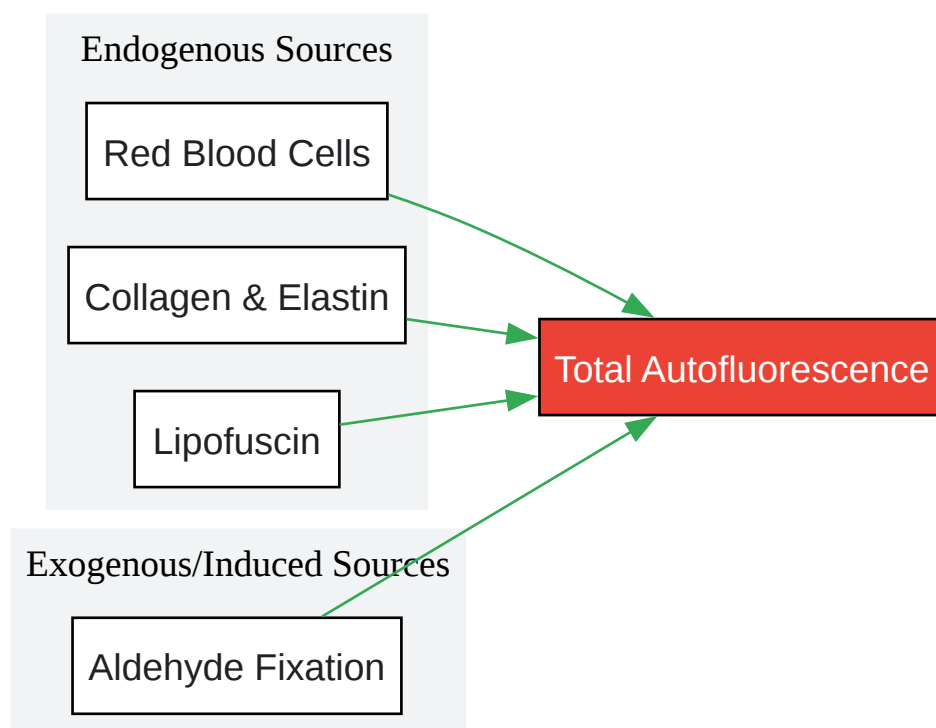 Endogenous Sources
Red Blood Cells
Collagen & Elastin
Lipofuscin
Total Autofluorescence
Exogenous/Induced Sources
Aldehyde Fixation